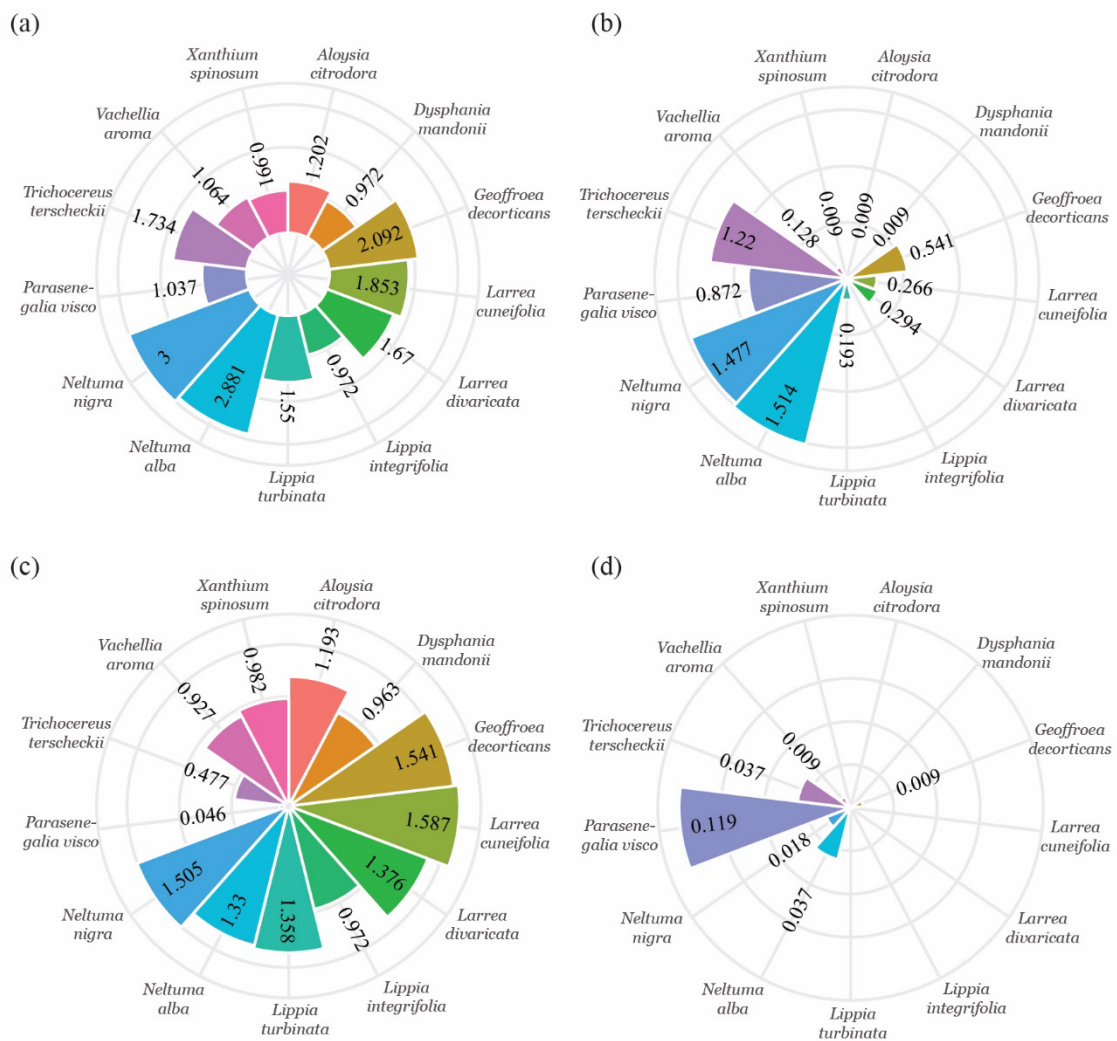 (a)
Xanthium
spinosum
Aloysia
citrodora
Vachellia
aroma
Dysphania
mandonii
Trichocereus
terscheckii
Geoffroea
decorticans
Parasene-
galia visco
Larrea
cuneifolia
Neltuma
nigra
Larrea
divaricata
Neltuma
alba
Lippia
turbinata
Lippia
integrifolia
0.991
1.202
1.064
0.972
1.734
2.092
1.037
1.853
3
1.67
2.881
1.55
0.972
(b)
Xanthium
spinosum
Aloysia
citrodora
Vachellia
aroma
Dysphania
mandonii
Trichocereus
terscheckii
Geoffroea
decorticans
Parasene-
galia visco
Larrea
cuneifolia
Neltuma
nigra
Larrea
divaricata
Neltuma
alba
Lippia
turbinata
Lippia
integrifolia
0.009
0.009
0.128
0.009
1.22
0.541
0.872
0.266
1.477
0.294
1.514
0.193
(c)
Xanthium
spinosum
Aloysia
citrodora
Vachellia
aroma
Dysphania
mandonii
Trichocereus
terscheckii
Geoffroea
decorticans
Parasene-
galia visco
Larrea
cuneifolia
Neltuma
nigra
Larrea
divaricata
Neltuma
alba
Lippia
turbinata
Lippia
integrifolia
0.982
1.193
0.927
0.963
0.477
1.541
0.046
1.587
1.505
1.376
1.33
1.358
0.972
(d)
Xanthium
spinosum
Aloysia
citrodora
Vachellia
aroma
Dysphania
mandonii
Trichocereus
terscheckii
Geoffroea
decorticans
Parasene-
galia visco
Larrea
cuneifolia
Neltuma
nigra
Larrea
divaricata
Neltuma
alba
Lippia
turbinata
Lippia
integrifolia
0.009
0.037
0.009
0.119
0.018
0.037